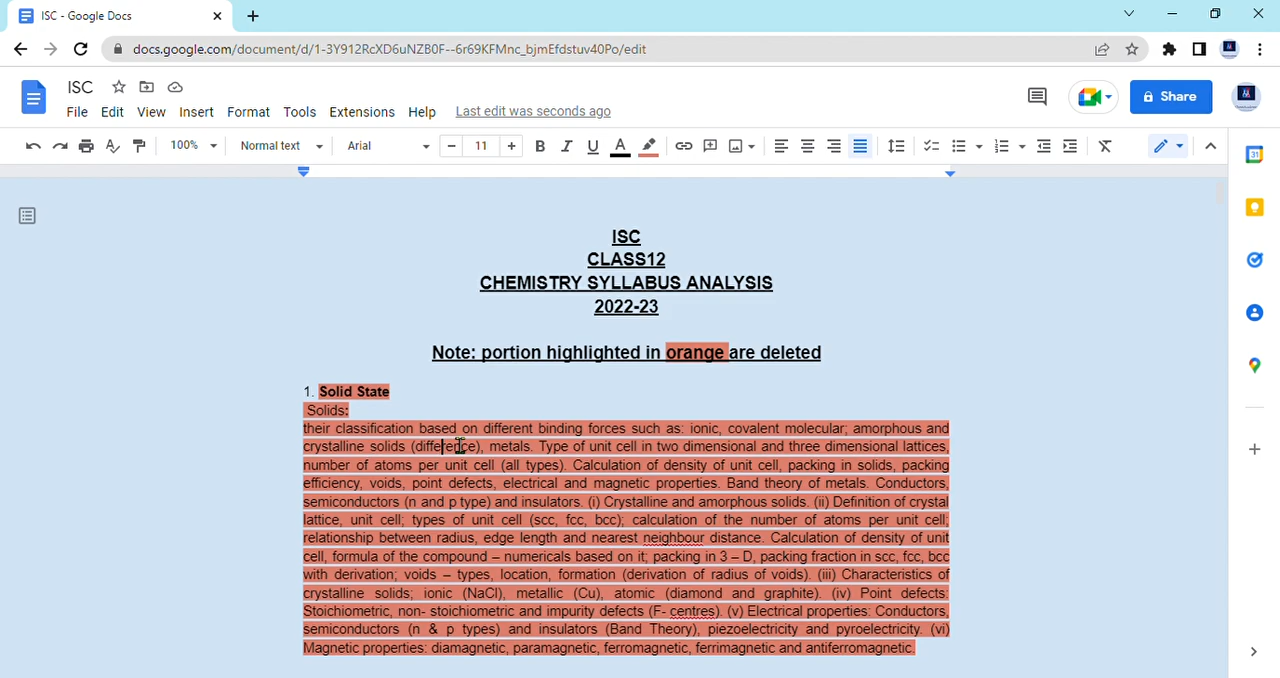 ISC - Google Docs
docs.google.com/document/d/1-3Y912RcXD6uNZB0F--6r69KFMnc_bjmEfdstuv40Po/edit
ISC
File Edit View Insert Format Tools Extensions Help Last edit was seconds ago
Share
100% Normal text Arial 11
ISC
CLASS12
CHEMISTRY SYLLABUS ANALYSIS
2022-23
Note: portion highlighted in orange are deleted
1. Solid State
Solids:
their classification based on different binding forces such as: ionic, covalent molecular; amorphous and
crystalline solids (difference), metals. Type of unit cell in two dimensional and three dimensional lattices,
number of atoms per unit cell (all types). Calculation of density of unit cell, packing in solids, packing
efficiency, voids, point defects, electrical and magnetic properties. Band theory of metals. Conductors,
semiconductors (n and p type) and insulators. (i) Crystalline and amorphous solids. (ii) Definition of crystal
lattice, unit cell; types of unit cell (scc, fcc, bcc); calculation of the number of atoms per unit cell;
relationship between radius, edge length and nearest neighbour distance. Calculation of density of unit
cell, formula of the compound – numericals based on it; packing in 3 – D, packing fraction in scc, fcc, bcc
with derivation; voids – types, location, formation (derivation of radius of voids). (iii) Characteristics of
crystalline solids; ionic (NaCl), metallic (Cu), atomic (diamond and graphite). (iv) Point defects:
Stoichiometric, non- stoichiometric and impurity defects (F- centres). (v) Electrical properties: Conductors,
semiconductors (n & p types) and insulators (Band Theory), piezoelectricity and pyroelectricity. (vi)
Magnetic properties: diamagnetic, paramagnetic, ferromagnetic, ferrimagnetic and antiferromagnetic.